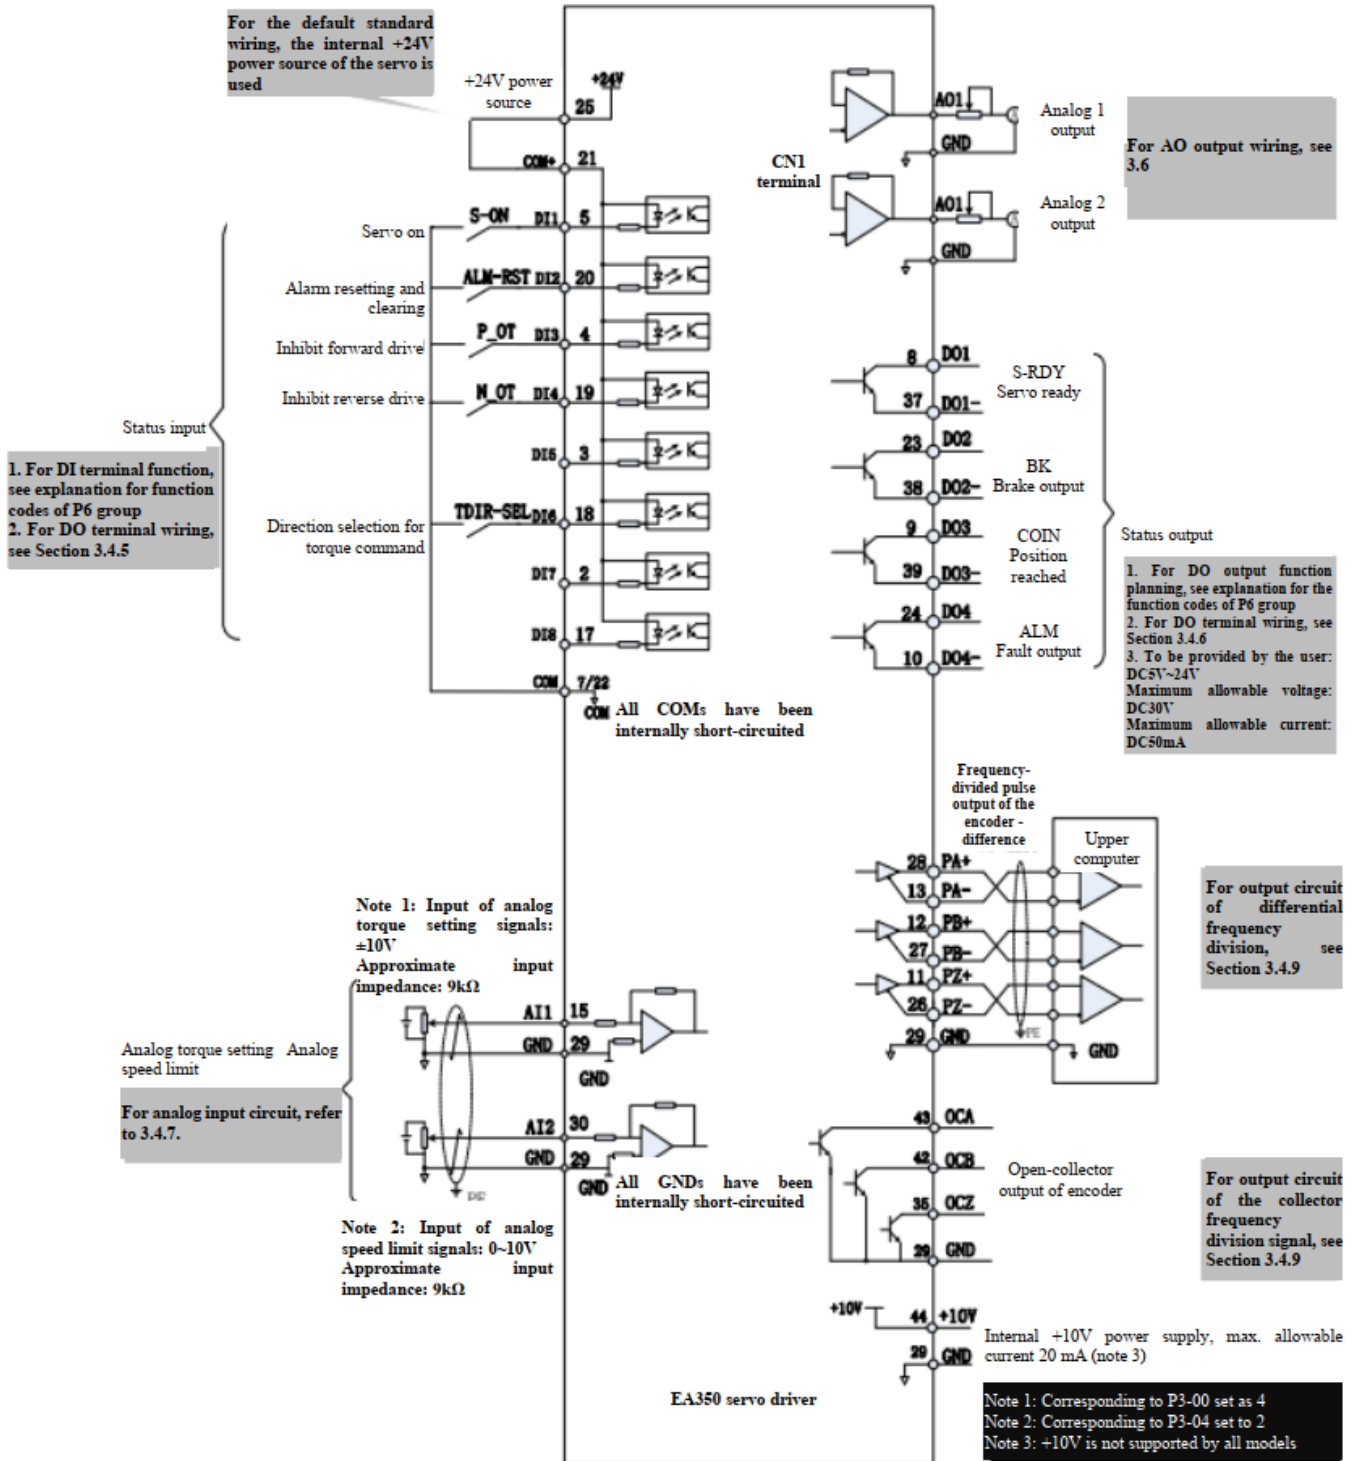 For the default standard
wiring, the internal +24V
power source of the servo is
used
+24V power
source
+24V
25
COM+ 21
CN1
terminal
AO1
GND
Analog 1
output
AO1
GND
Analog 2
output
For AO output wiring, see
3.6
Servo on
S-ON DI1 5
Alarm resetting and
clearing
ALM-RST DI2 20
Inhibit forward drive
P_OT DI3 4
Inhibit reverse drive
N_OT DI4 19
Status input
DI5 3
Direction selection for
torque command
TDIR-SEL DI6 18
DI7 2
DI8 17
COM 7/22
COM
All COMs have been
internally short-circuited
1. For DI terminal function,
see explanation for function
codes of P6 group
2. For DO terminal wiring,
see Section 3.4.5
8 DO1
37 DO1-
S-RDY
Servo ready
23 DO2
38 DO2-
BK
Brake output
9 DO3
39 DO3-
COIN
Position
reached
24 DO4
10 DO4-
ALM
Fault output
Status output
1. For DO output function
planning, see explanation for the
function codes of P6 group
2. For DO terminal wiring, see
Section 3.4.6
3. To be provided by the user:
DC5V~24V
Maximum allowable voltage:
DC30V
Maximum allowable current:
DC50mA
Frequency-
divided pulse
output of the
encoder -
difference
Upper
computer
28 PA+
13 PA-
12 PB+
27 PB-
11 PZ+
26 PZ-
29 GND
PE
GND
For output circuit
of differential
frequency
division, see
Section 3.4.9
Note 1: Input of analog
torque setting signals:
±10V
Approximate input
impedance: 9kΩ
AI1 15
GND 29
GND
Analog torque setting Analog
speed limit
For analog input circuit, refer
to 3.4.7.
AI2 30
GND 29
GND
PE
All GNDs have been
internally short-circuited
Note 2: Input of analog
speed limit signals: 0~10V
Approximate input
impedance: 9kΩ
43 OCA
42 OCB
35 OCZ
29 GND
Open-collector
output of encoder
For output circuit
of the collector
frequency
division signal, see
Section 3.4.9
+10V
44 +10V
29 GND
Internal +10V power supply, max. allowable
current 20 mA (note 3)
EA350 servo driver
Note 1: Corresponding to P3-00 set as 4
Note 2: Corresponding to P3-04 set to 2
Note 3: +10V is not supported by all models